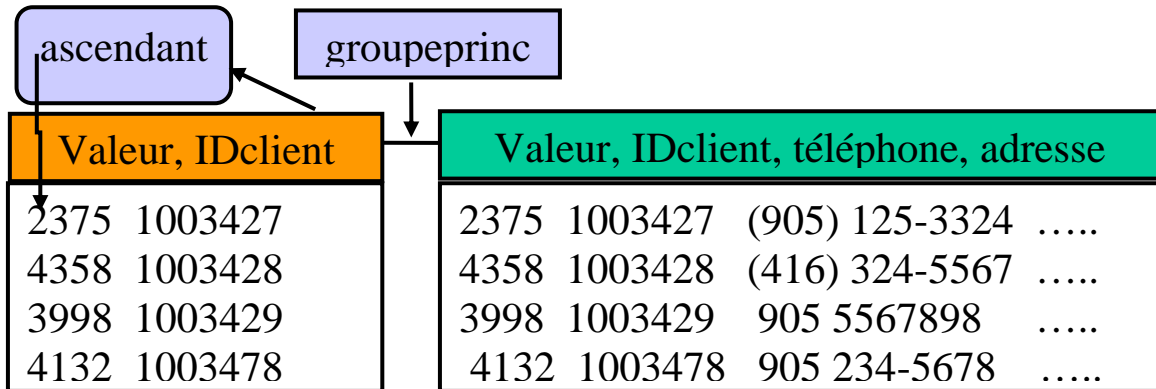 ascendant
groupeprinc
Valeur, IDclient
2375 1003427
4358 1003428
3998 1003429
4132 1003478
Valeur, IDclient, téléphone, adresse
2375 1003427 (905) 125-3324 …..
4358 1003428 (416) 324-5567 …..
3998 1003429 905 5567898 …..
4132 1003478 905 234-5678 …..